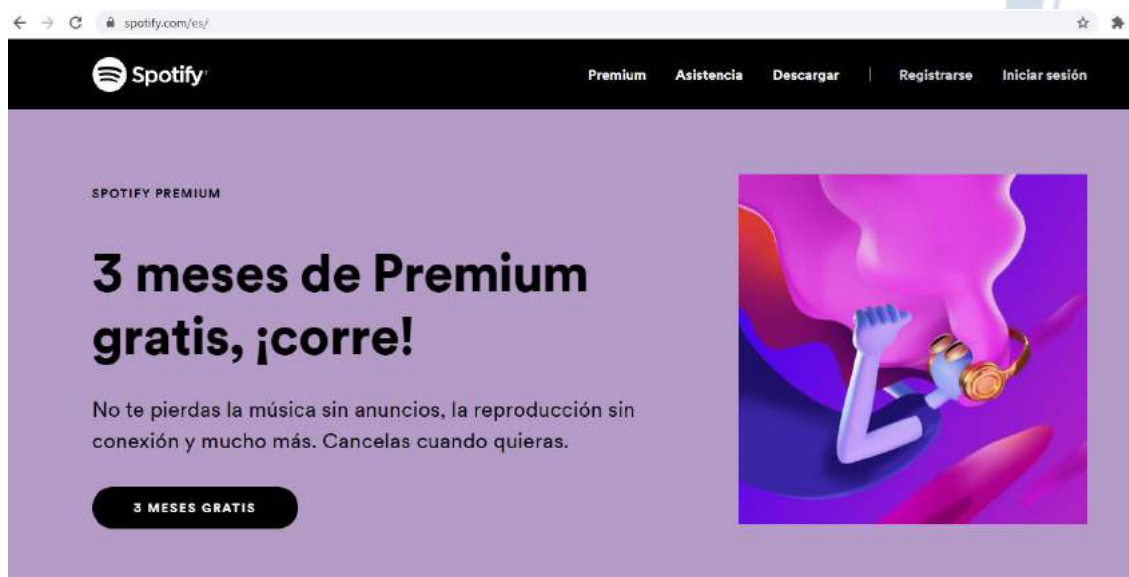 spotify.com/es/
Spotify
Premium Asistencia Descargar | Registrarse Iniciar sesión
SPOTIFY PREMIUM
3 meses de Premium
gratis, ¡corre!
No te pierdas la música sin anuncios, la reproducción sin
conexión y mucho más. Cancelas cuando quieras.
3 MESES GRATIS